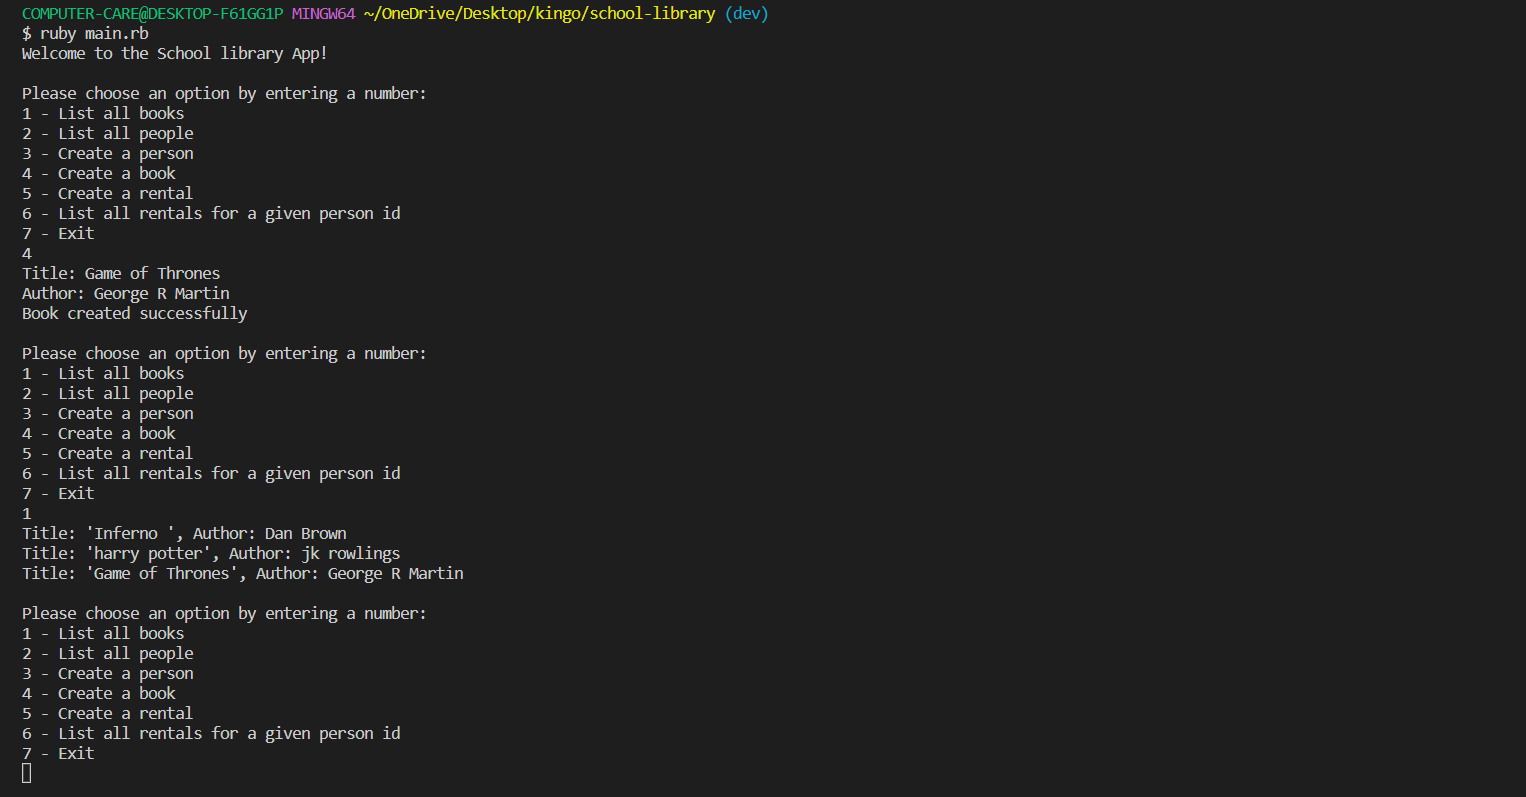 COMPUTER-CARE@DESKTOP-F61GG1P MINGW64 ~/OneDrive/Desktop/kingo/school-library (dev)
$ ruby main.rb
Welcome to the School library App!

Please choose an option by entering a number:
1 - List all books
2 - List all people
3 - Create a person
4 - Create a book
5 - Create a rental
6 - List all rentals for a given person id
7 - Exit
4
Title: Game of Thrones
Author: George R Martin
Book created successfully

Please choose an option by entering a number:
1 - List all books
2 - List all people
3 - Create a person
4 - Create a book
5 - Create a rental
6 - List all rentals for a given person id
7 - Exit
1
Title: 'Inferno ', Author: Dan Brown
Title: 'harry potter', Author: jk rowlings
Title: 'Game of Thrones', Author: George R Martin

Please choose an option by entering a number:
1 - List all books
2 - List all people
3 - Create a person
4 - Create a book
5 - Create a rental
6 - List all rentals for a given person id
7 - Exit